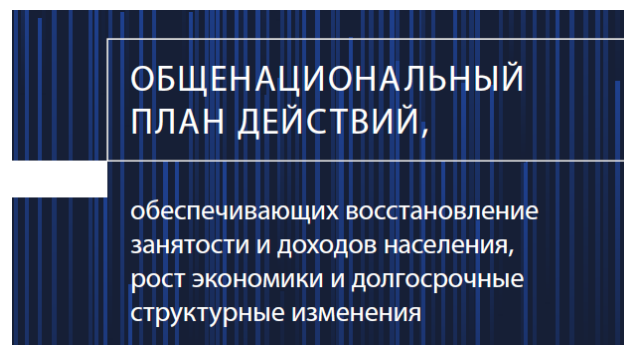 ОБЩЕНАЦИОНАЛЬНЫЙ
ПЛАН ДЕЙСТВИЙ,
обеспечивающих восстановление
занятости и доходов населения,
рост экономики и долгосрочные
структурные изменения